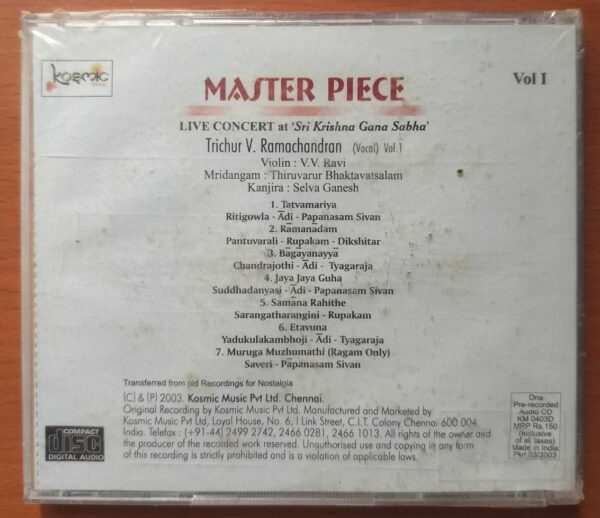 kosmic
MUSIC
MASTER PIECE
Vol I
LIVE CONCERT at 'Sri Krishna Gana Sabha'
Trichur V. Ramachandran (Vocal) Vol 1
Violin : V.V. Ravi
Mridangam : Thiruvarur Bhaktavatsalam
Kanjira : Selva Ganesh
1. Tatvamariya
Ritigowla - Ādi - Papanasam Sivan
2. Rāmanādam
Pantuvarali - Rupakam - Dikshitar
3. Bāgāyanayyā
Chandrajothi - Ādi - Tyagaraja
4. Jaya Jaya Guha
Suddhadanyasi - Ādi - Papanasam Sivan
5. Samāna Rahithe
Sarangatharangini - Rupakam
6. Etavuna
Yadukulakambhoji - Ādi - Tyagaraja
7. Muruga Muzhumathi (Ragam Only)
Saveri - Pāpanasam Sivan
Transferred from old Recordings for Nostalgia
(C) & (P) 2003. Kosmic Music Pvt Ltd. Chennai.
Original Recording by Kosmic Music Pvt Ltd. Manufactured and Marketed by
Kosmic Music Pvt Ltd, Loyal House, No. 6, I Link Street, C.I.T. Colony Chennai 600 004.
India. Telefax : (+91-44) 2499 2742, 2466 0281, 2466 1013. All rights of the owner and
the producer of the recorded work reserved. Unauthorised use and copying in any form
of this recording is strictly prohibited and is a violation of applicable laws.
COMPACT
disc
DIGITAL AUDIO
One
Pre-recorded
Audio CD
KM 0403D
MRP Rs.150
(Inclusive
of all taxes)
Made in India
Pkd 03/2003